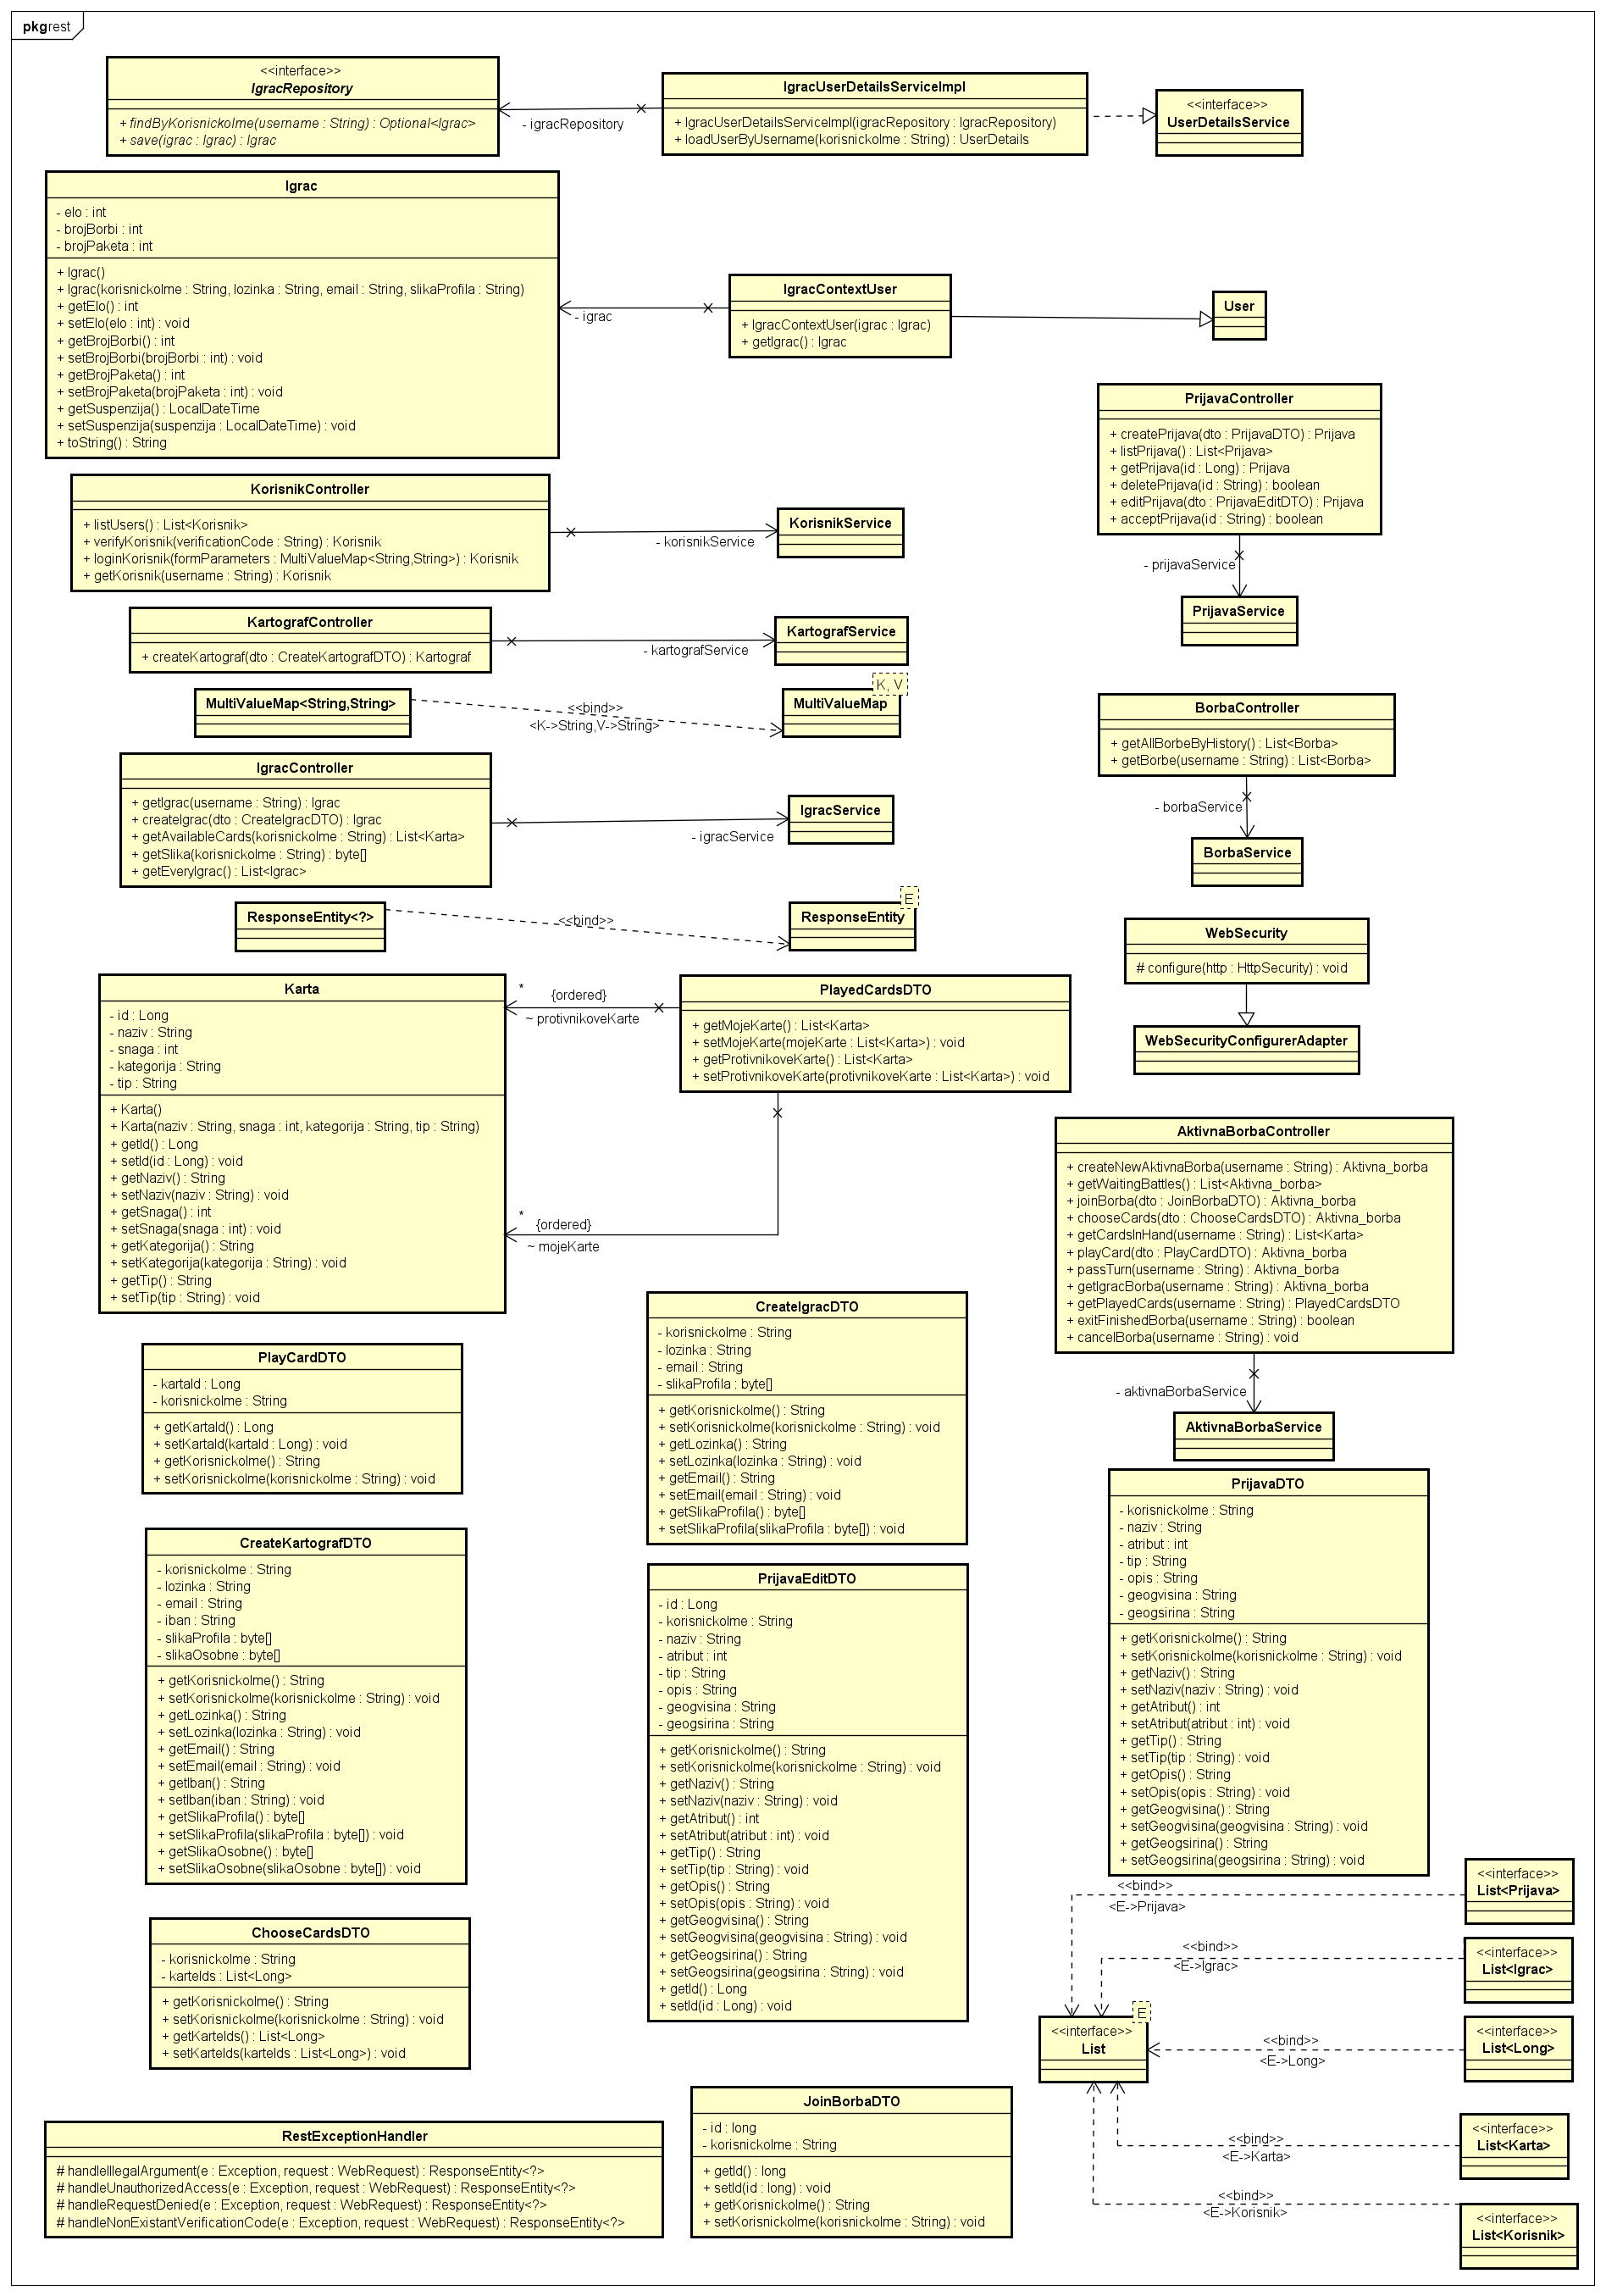 pkg rest
<<interface>>
IgracRepository
+ findByKorisnickoIme(username : String) : Optional<Igrac>
+ save(igrac : Igrac) : Igrac
- igracRepository
IgracUserDetailsServiceImpl
+ IgracUserDetailsServiceImpl(igracRepository : IgracRepository)
+ loadUserByUsername(korisnickoIme : String) : UserDetails
<<interface>>
UserDetailsService
Igrac
- elo : int
- brojBorbi : int
- brojPaketa : int
+ Igrac()
+ Igrac(korisnickoIme : String, lozinka : String, email : String, slikaProfila : String)
+ getElo() : int
+ setElo(elo : int) : void
+ getBrojBorbi() : int
+ setBrojBorbi(brojBorbi : int) : void
+ getBrojPaketa() : int
+ setBrojPaketa(brojPaketa : int) : void
+ getSuspenzija() : LocalDateTime
+ setSuspenzija(suspenzija : LocalDateTime) : void
+ toString() : String
- igrac
IgracContextUser
+ IgracContextUser(igrac : Igrac)
+ getIgrac() : Igrac
User
PrijavaController
+ createPrijava(dto : PrijavaDTO) : Prijava
+ listPrijava() : List<Prijava>
+ getPrijava(id : Long) : Prijava
+ deletePrijava(id : String) : boolean
+ editPrijava(dto : PrijavaEditDTO) : Prijava
+ acceptPrijava(id : String) : boolean
- prijavaService
PrijavaService
KorisnikController
+ listUsers() : List<Korisnik>
+ verifyKorisnik(verificationCode : String) : Korisnik
+ loginKorisnik(formParameters : MultiValueMap<String,String>) : Korisnik
+ getKorisnik(username : String) : Korisnik
- korisnikService
KorisnikService
KartografController
+ createKartograf(dto : CreateKartografDTO) : Kartograf
- kartografService
KartografService
MultiValueMap<String,String>
<<bind>>
<K->String,V->String>
K, V
MultiValueMap
BorbaController
+ getAllBorbeByHistory() : List<Borba>
+ getBorbe(username : String) : List<Borba>
- borbaService
BorbaService
IgracController
+ getIgrac(username : String) : Igrac
+ createIgrac(dto : CreateIgracDTO) : Igrac
+ getAvailableCards(korisnickoIme : String) : List<Karta>
+ getSlika(korisnickoIme : String) : byte[]
+ getEveryIgrac() : List<Igrac>
- igracService
IgracService
ResponseEntity<?>
<<bind>>
E
ResponseEntity
WebSecurity
# configure(http : HttpSecurity) : void
WebSecurityConfigurerAdapter
Karta
- id : Long
- naziv : String
- snaga : int
- kategorija : String
- tip : String
+ Karta()
+ Karta(naziv : String, snaga : int, kategorija : String, tip : String)
+ getId() : Long
+ setId(id : Long) : void
+ getNaziv() : String
+ setNaziv(naziv : String) : void
+ getSnaga() : int
+ setSnaga(snaga : int) : void
+ getKategorija() : String
+ setKategorija(kategorija : String) : void
+ getTip() : String
+ setTip(tip : String) : void
*
{ordered}
~ protivnikoveKarte
*
{ordered}
~ mojeKarte
PlayedCardsDTO
+ getMojeKarte() : List<Karta>
+ setMojeKarte(mojeKarte : List<Karta>) : void
+ getProtivnikoveKarte() : List<Karta>
+ setProtivnikoveKarte(protivnikoveKarte : List<Karta>) : void
AktivnaBorbaController
+ createNewAktivnaBorba(username : String) : Aktivna_borba
+ getWaitingBattles() : List<Aktivna_borba>
+ joinBorba(dto : JoinBorbaDTO) : Aktivna_borba
+ chooseCards(dto : ChooseCardsDTO) : Aktivna_borba
+ getCardsInHand(username : String) : List<Karta>
+ playCard(dto : PlayCardDTO) : Aktivna_borba
+ passTurn(username : String) : Aktivna_borba
+ getIgracBorba(username : String) : Aktivna_borba
+ getPlayedCards(username : String) : PlayedCardsDTO
+ exitFinishedBorba(username : String) : boolean
+ cancelBorba(username : String) : void
- aktivnaBorbaService
AktivnaBorbaService
PlayCardDTO
- kartaId : Long
- korisnickoIme : String
+ getKartaId() : Long
+ setKartaId(kartaId : Long) : void
+ getKorisnickoIme() : String
+ setKorisnickoIme(korisnickoIme : String) : void
CreateIgracDTO
- korisnickoIme : String
- lozinka : String
- email : String
- slikaProfila : byte[]
+ getKorisnickoIme() : String
+ setKorisnickoIme(korisnickoIme : String) : void
+ getLozinka() : String
+ setLozinka(lozinka : String) : void
+ getEmail() : String
+ setEmail(email : String) : void
+ getSlikaProfila() : byte[]
+ setSlikaProfila(slikaProfila : byte[]) : void
PrijavaDTO
- korisnickoIme : String
- naziv : String
- atribut : int
- tip : String
- opis : String
- geogvisina : String
- geogsirina : String
+ getKorisnickoIme() : String
+ setKorisnickoIme(korisnickoIme : String) : void
+ getNaziv() : String
+ setNaziv(naziv : String) : void
+ getAtribut() : int
+ setAtribut(atribut : int) : void
+ getTip() : String
+ setTip(tip : String) : void
+ getOpis() : String
+ setOpis(opis : String) : void
+ getGeogvisina() : String
+ setGeogvisina(geogvisina : String) : void
+ getGeogsirina() : String
+ setGeogsirina(geogsirina : String) : void
CreateKartografDTO
- korisnickoIme : String
- lozinka : String
- email : String
- iban : String
- slikaProfila : byte[]
- slikaOsobne : byte[]
+ getKorisnickoIme() : String
+ setKorisnickoIme(korisnickoIme : String) : void
+ getLozinka() : String
+ setLozinka(lozinka : String) : void
+ getEmail() : String
+ setEmail(email : String) : void
+ getIban() : String
+ setIban(iban : String) : void
+ getSlikaProfila() : byte[]
+ setSlikaProfila(slikaProfila : byte[]) : void
+ getSlikaOsobne() : byte[]
+ setSlikaOsobne(slikaOsobne : byte[]) : void
PrijavaEditDTO
- id : Long
- korisnickoIme : String
- naziv : String
- atribut : int
- tip : String
- opis : String
- geogvisina : String
- geogsirina : String
+ getKorisnickoIme() : String
+ setKorisnickoIme(korisnickoIme : String) : void
+ getNaziv() : String
+ setNaziv(naziv : String) : void
+ getAtribut() : int
+ setAtribut(atribut : int) : void
+ getTip() : String
+ setTip(tip : String) : void
+ getOpis() : String
+ setOpis(opis : String) : void
+ getGeogvisina() : String
+ setGeogvisina(geogvisina : String) : void
+ getGeogsirina() : String
+ setGeogsirina(geogsirina : String) : void
+ getId() : Long
+ setId(id : Long) : void
ChooseCardsDTO
- korisnickoIme : String
- karteIds : List<Long>
+ getKorisnickoIme() : String
+ setKorisnickoIme(korisnickoIme : String) : void
+ getKarteIds() : List<Long>
+ setKarteIds(karteIds : List<Long>) : void
<<bind>>
<E->Prijava>
<<interface>>
List<Prijava>
<<bind>>
<E->Igrac>
<<interface>>
List<Igrac>
E
<<interface>>
List
<<bind>>
<E->Long>
<<interface>>
List<Long>
<<bind>>
<E->Karta>
<<interface>>
List<Karta>
<<bind>>
<E->Korisnik>
<<interface>>
List<Korisnik>
RestExceptionHandler
# handleIllegalArgument(e : Exception, request : WebRequest) : ResponseEntity<?>
# handleUnauthorizedAccess(e : Exception, request : WebRequest) : ResponseEntity<?>
# handleRequestDenied(e : Exception, request : WebRequest) : ResponseEntity<?>
# handleNonExistantVerificationCode(e : Exception, request : WebRequest) : ResponseEntity<?>
JoinBorbaDTO
- id : long
- korisnickoIme : String
+ getId() : long
+ setId(id : long) : void
+ getKorisnickoIme() : String
+ setKorisnickoIme(korisnickoIme : String) : void